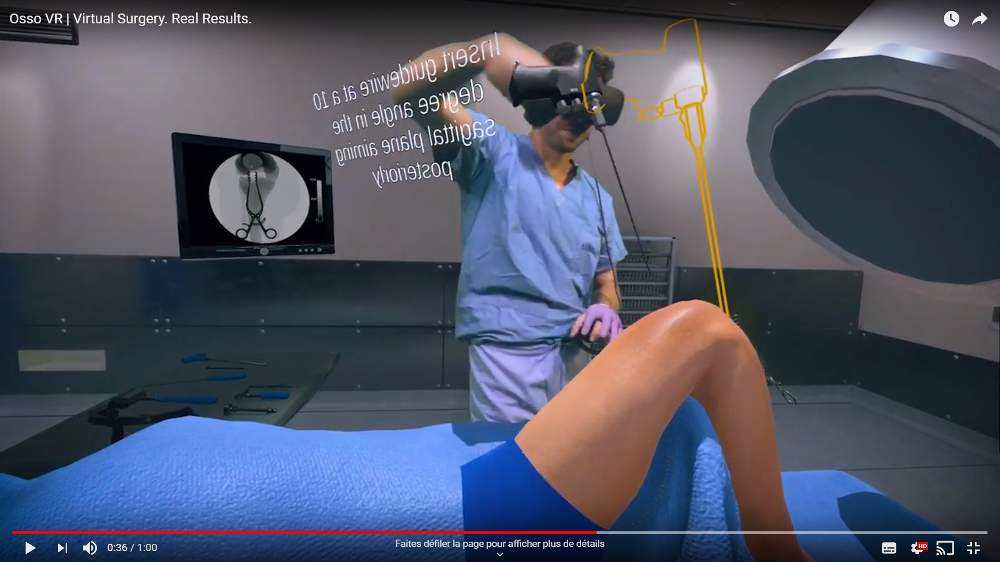 Osso VR | Virtual Surgery. Real Results.
Insert guidewire at a 10
degree angle in the
sagittal plane aiming
posteriorly
0:36 / 1:00
Faites défiler la page pour afficher plus de détails
HD